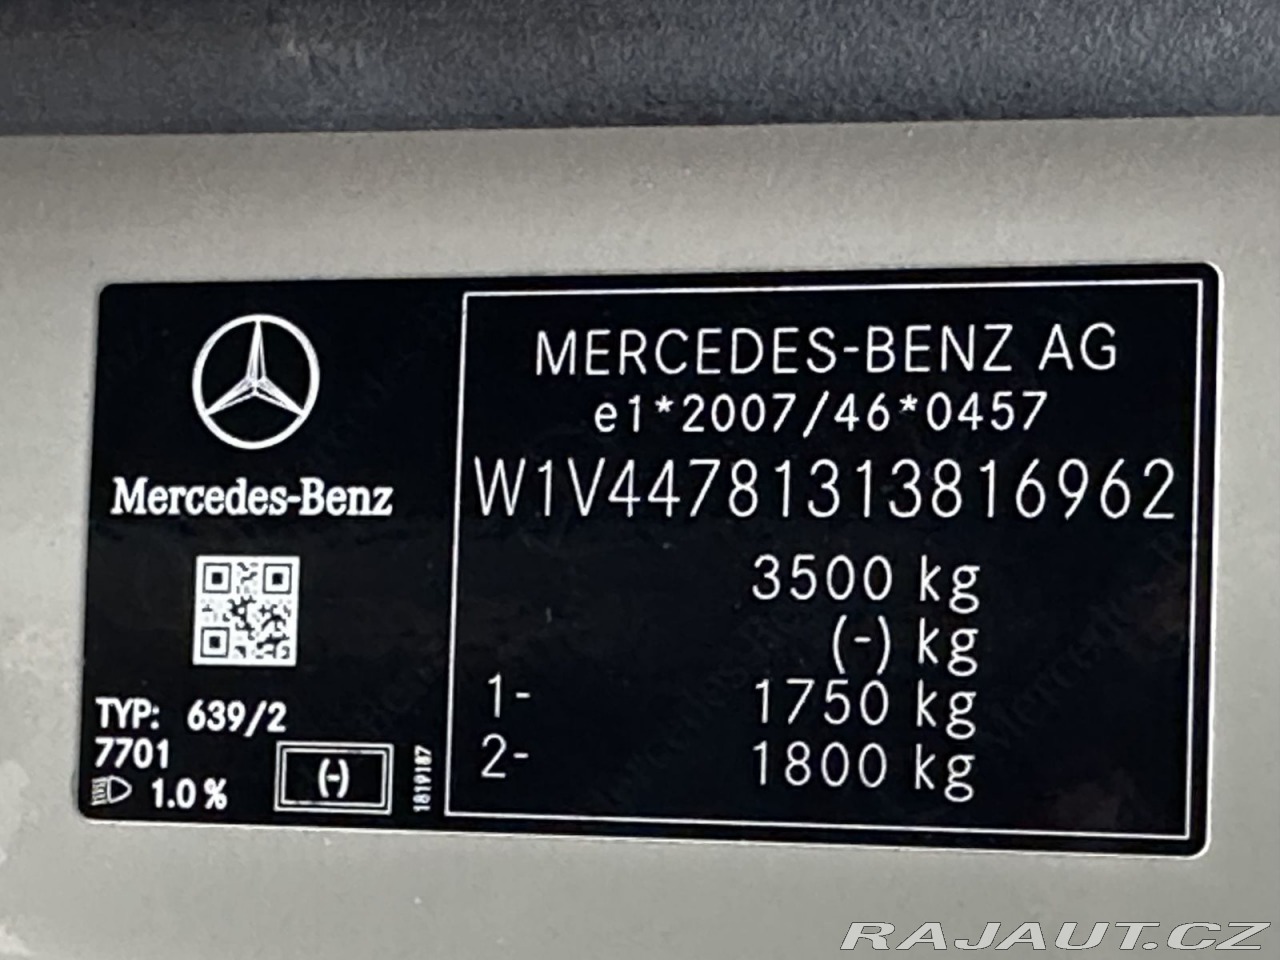 MERCEDES-BENZ AG
e1*2007/46*0457
W1V44781313816962
3500 kg
(-) kg
1- 1750 kg
2- 1800 kg
Mercedes-Benz
TYP: 639/2
7701
1.0 %
(-)
1819187
RAJAUT.CZ